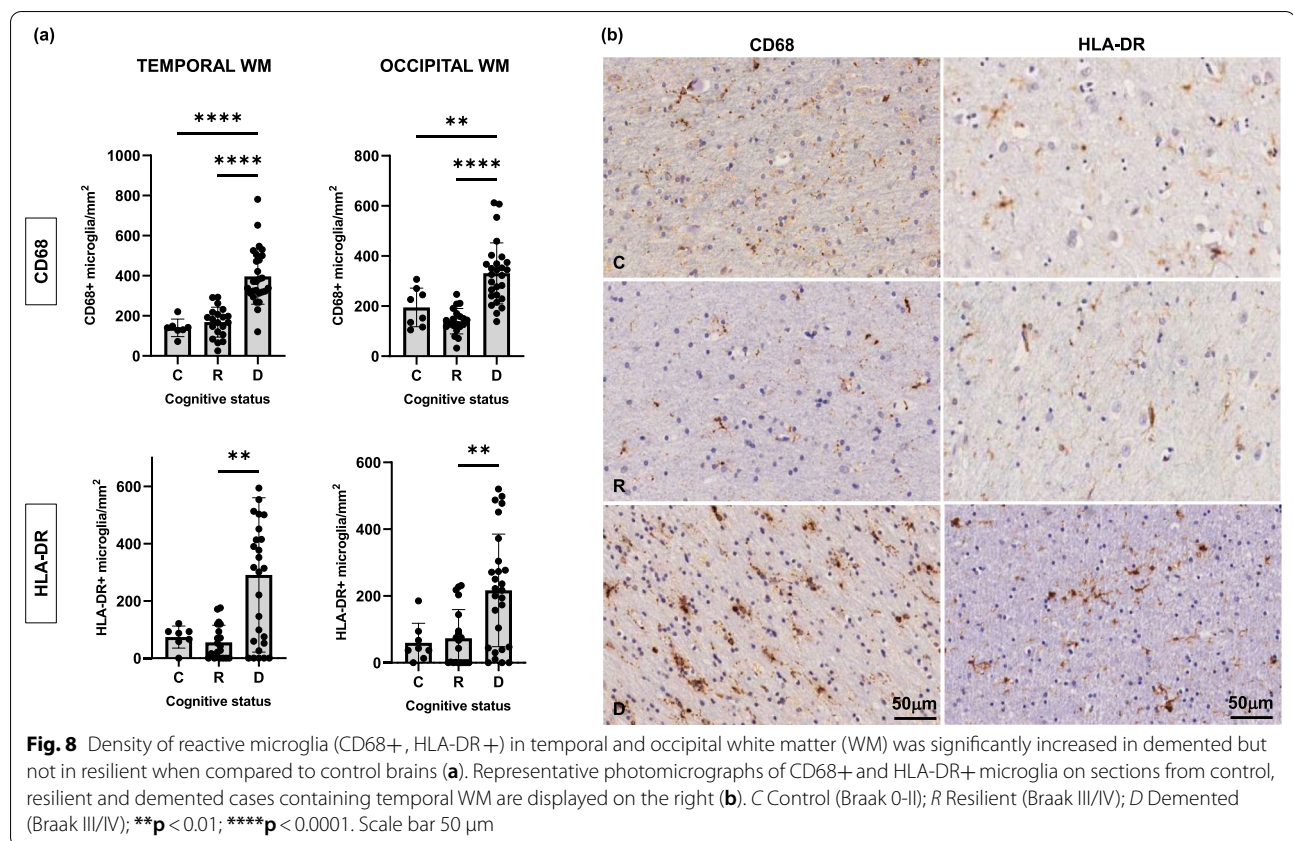 (a)
TEMPORAL WM
OCCIPITAL WM
CD68
****
****
1000
800
600
400
200
0
CD68+ microglia/mm²
C R D
Cognitive status
**
****
800
600
400
200
0
CD68+ microglia/mm²
C R D
Cognitive status
HLA-DR
**
600
400
200
0
HLA-DR+ microglia/mm²
C R D
Cognitive status
**
600
400
200
0
HLA-DR+ microglia/mm²
C R D
Cognitive status
(b)
CD68
HLA-DR
C
R
D
50µm
50µm
Fig. 8 Density of reactive microglia (CD68+, HLA-DR+) in temporal and occipital white matter (WM) was significantly increased in demented but
not in resilient when compared to control brains (a). Representative photomicrographs of CD68+ and HLA-DR+ microglia on sections from control,
resilient and demented cases containing temporal WM are displayed on the right (b). C Control (Braak 0-II); R Resilient (Braak III/IV); D Demented
(Braak III/IV); **p < 0.01; ****p < 0.0001. Scale bar 50 µm